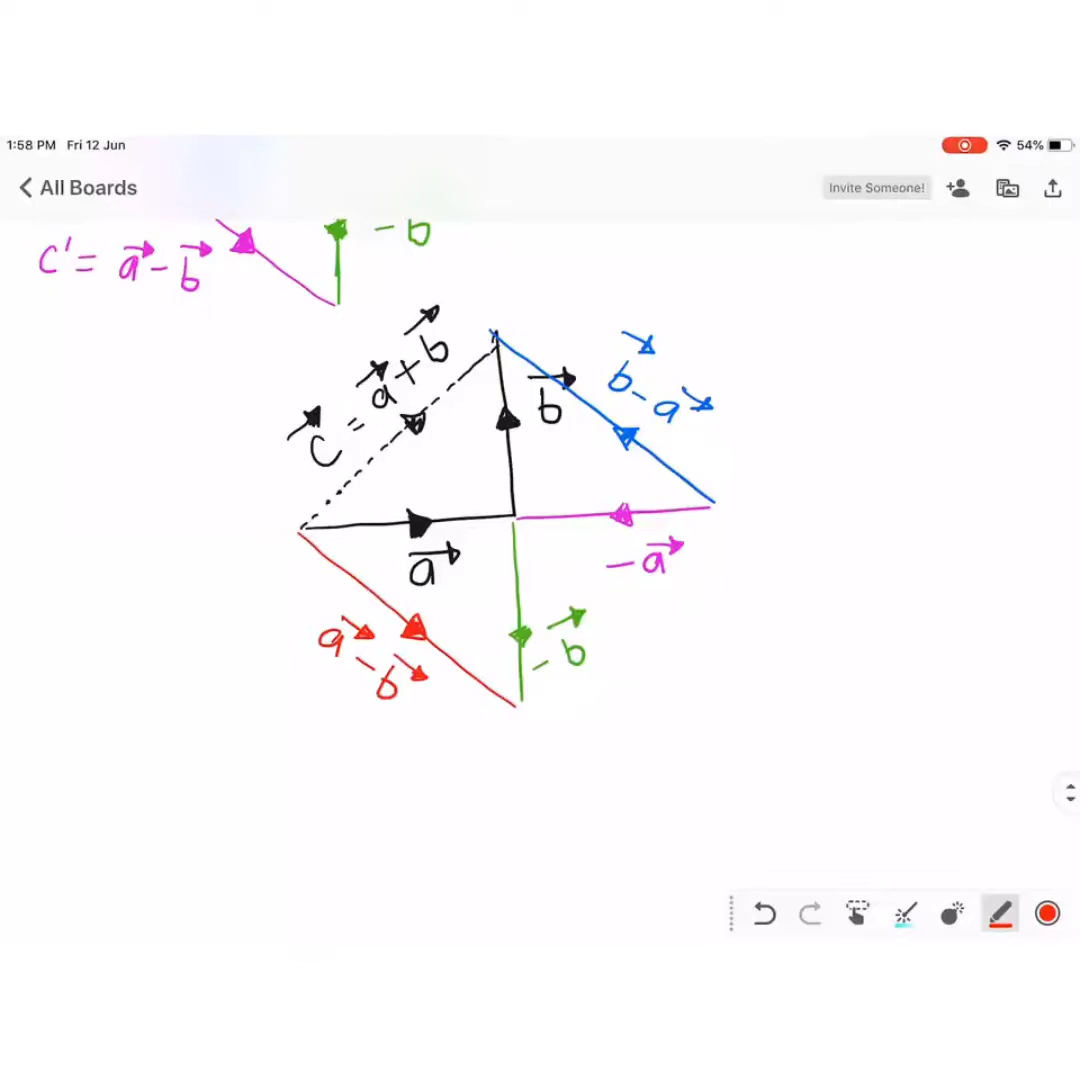 1:58 PM Fri 12 Jun
54%
All Boards
Invite Someone!
-b
c' = a⃗ - b⃗
c⃗ = a⃗ + b⃗
b⃗
b⃗ - a⃗
a⃗
-a⃗
a⃗ - b⃗
-b⃗